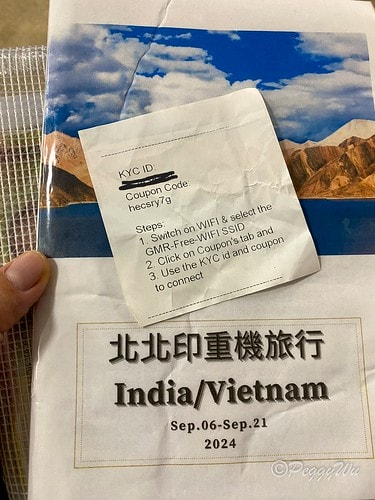 KYC ID:
Coupon Code:
hecsry7g
Steps:
1. Switch on WIFI & select the
GMR-Free-WIFI SSID
2. Click on Coupon's tab and
3. Use the KYC id and coupon
to connect
北北印重機旅行
India/Vietnam
Sep.06-Sep.21
2024
©PeggyWu